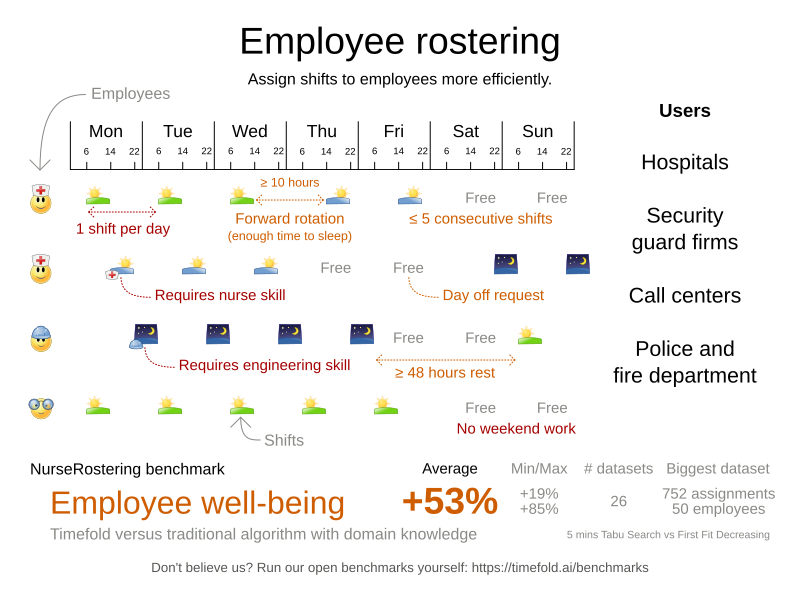 Employee rostering
Assign shifts to employees more efficiently.
Employees
Users
Mon Tue Wed Thu Fri Sat Sun
6 14 22 6 14 22 6 14 22 6 14 22 6 14 22 6 14 22 6 14 22
Hospitals
≥ 10 hours
Free Free
1 shift per day
Forward rotation
(enough time to sleep)
≤ 5 consecutive shifts
Security
guard firms
Free Free
Requires nurse skill
Day off request
Call centers
Free Free
Requires engineering skill
≥ 48 hours rest
Police and
fire department
Free Free
No weekend work
Shifts
NurseRostering benchmark
Average Min/Max # datasets Biggest dataset
Employee well-being
+53%
+19%
+85%
26
752 assignments
50 employees
Timefold versus traditional algorithm with domain knowledge
5 mins Tabu Search vs First Fit Decreasing
Don't believe us? Run our open benchmarks yourself: https://timefold.ai/benchmarks